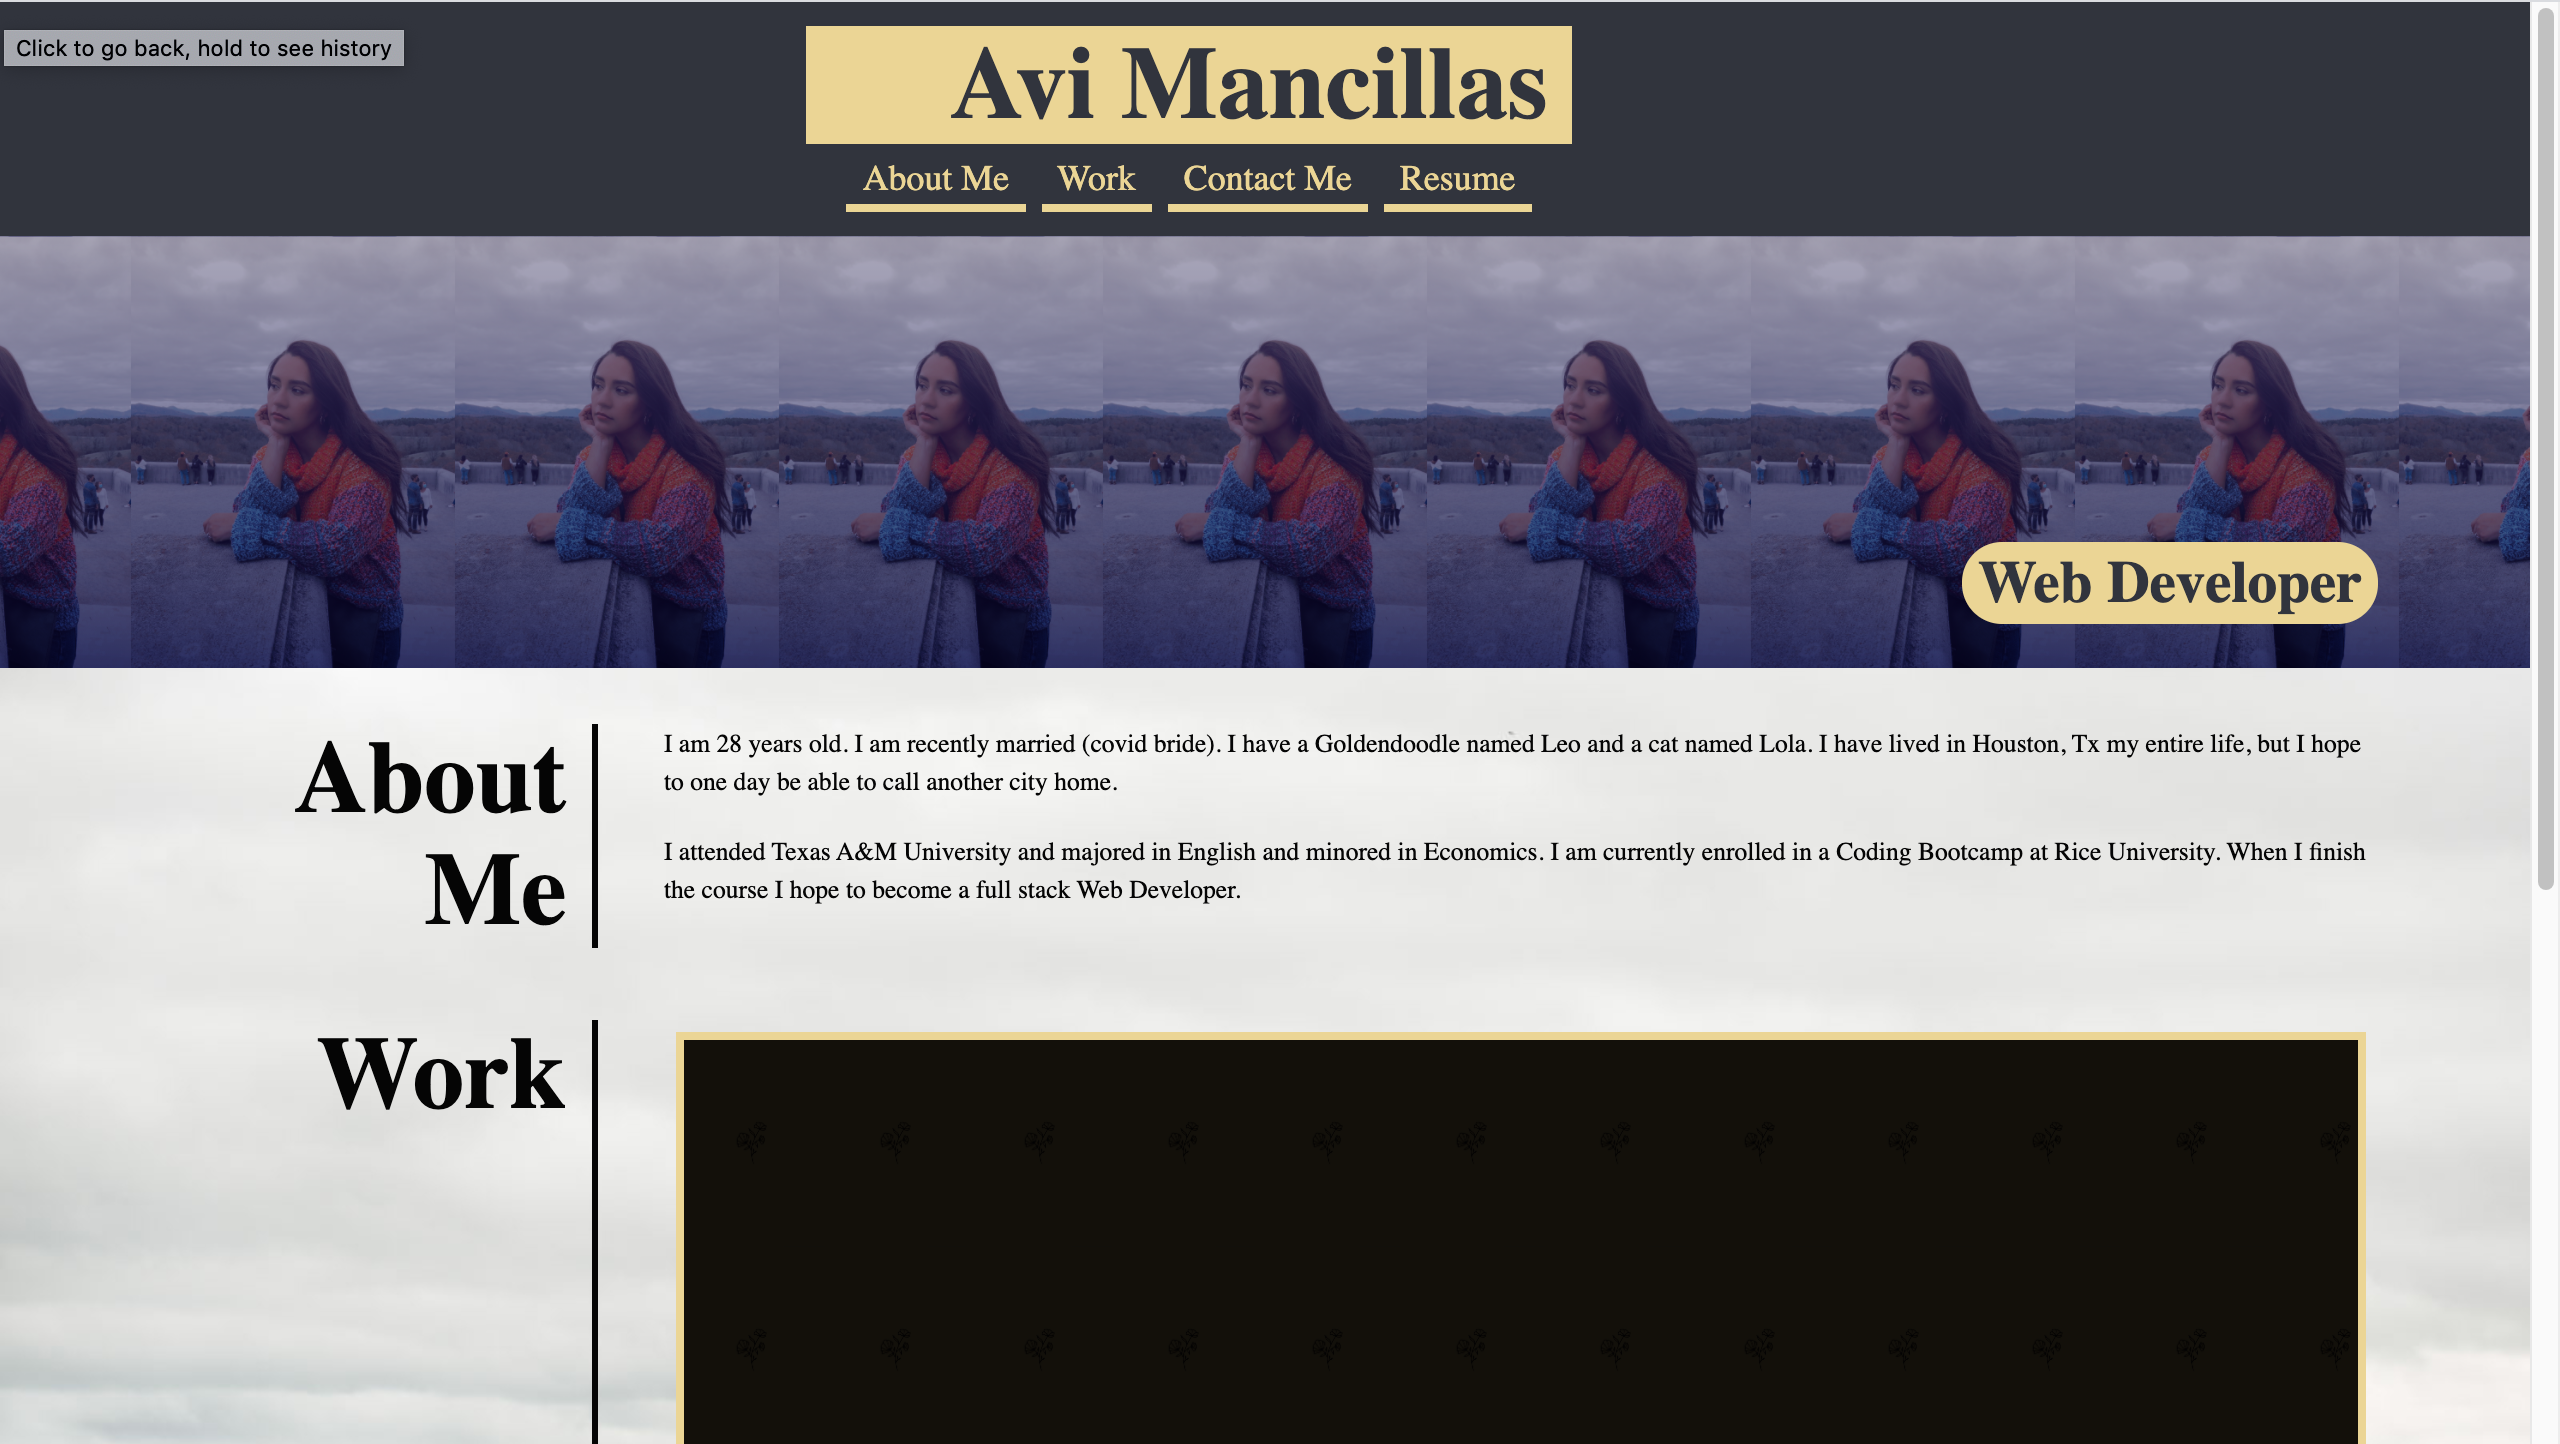 Click to go back, hold to see history
Avi Mancillas
About Me Work Contact Me Resume
Web Developer
About
Me
I am 28 years old. I am recently married (covid bride). I have a Goldendoodle named Leo and a cat named Lola. I have lived in Houston, Tx my entire life, but I hope
to one day be able to call another city home.
I attended Texas A&M University and majored in English and minored in Economics. I am currently enrolled in a Coding Bootcamp at Rice University. When I finish
the course I hope to become a full stack Web Developer.
Work